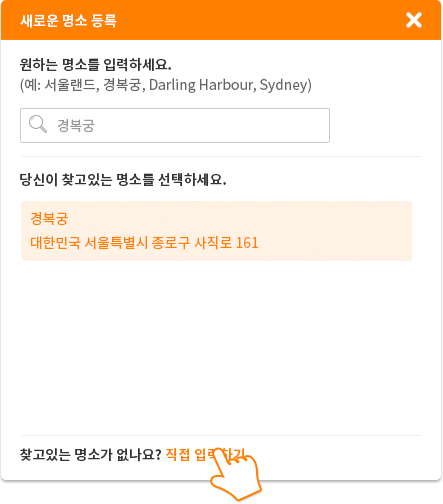 새로운 명소 등록
원하는 명소를 입력하세요.
(예: 서울랜드, 경복궁, Darling Harbour, Sydney)
경복궁
당신이 찾고있는 명소를 선택하세요.
경복궁
대한민국 서울특별시 종로구 사직로 161
찾고있는 명소가 없나요? 직접 입력하기